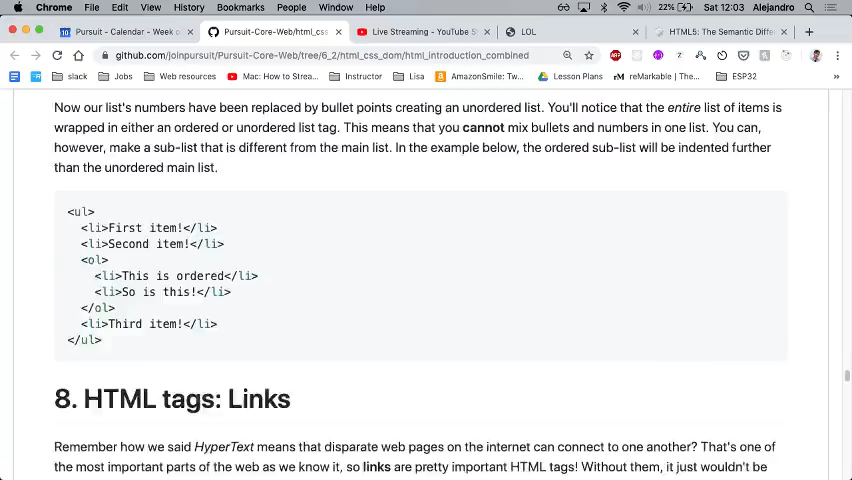 Chrome File Edit View History Bookmarks People Window Help 22% Sat 12:03 Alejandro
Pursuit - Calendar - Week o
Pursuit-Core-Web/html_css
Live Streaming - YouTube
LOL
HTML5: The Semantic Diffe
github.com/joinpursuit/Pursuit-Core-Web/tree/6_2/html_css_dom/html_introduction_combined
slack Jobs Web resources Mac: How to Strea... Instructor Lisa AmazonSmile: Tw... Lesson Plans reMarkable | The... ESP32
Now our list's numbers have been replaced by bullet points creating an unordered list. You'll notice that the entire list of items is
wrapped in either an ordered or unordered list tag. This means that you cannot mix bullets and numbers in one list. You can,
however, make a sub-list that is different from the main list. In the example below, the ordered sub-list will be indented further
than the unordered main list.
<ul>
<li>First item!</li>
<li>Second item!</li>
<ol>
<li>This is ordered</li>
<li>So is this!</li>
</ol>
<li>Third item!</li>
</ul>
8. HTML tags: Links
Remember how we said HyperText means that disparate web pages on the internet can connect to one another? That's one of
the most important parts of the web as we know it, so links are pretty important HTML tags! Without them, it just wouldn't be